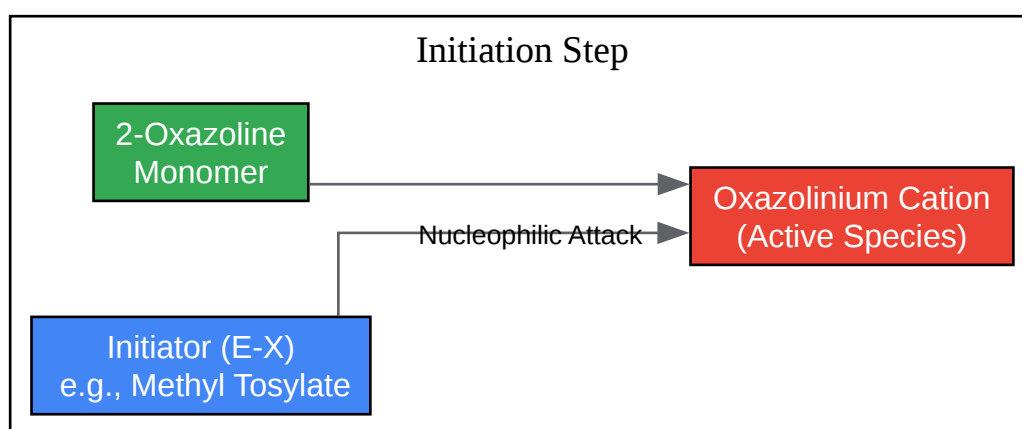 Initiation Step
2-Oxazoline
Monomer
Oxazolinium Cation
(Active Species)
Nucleophilic Attack
Initiator (E-X)
e.g., Methyl Tosylate